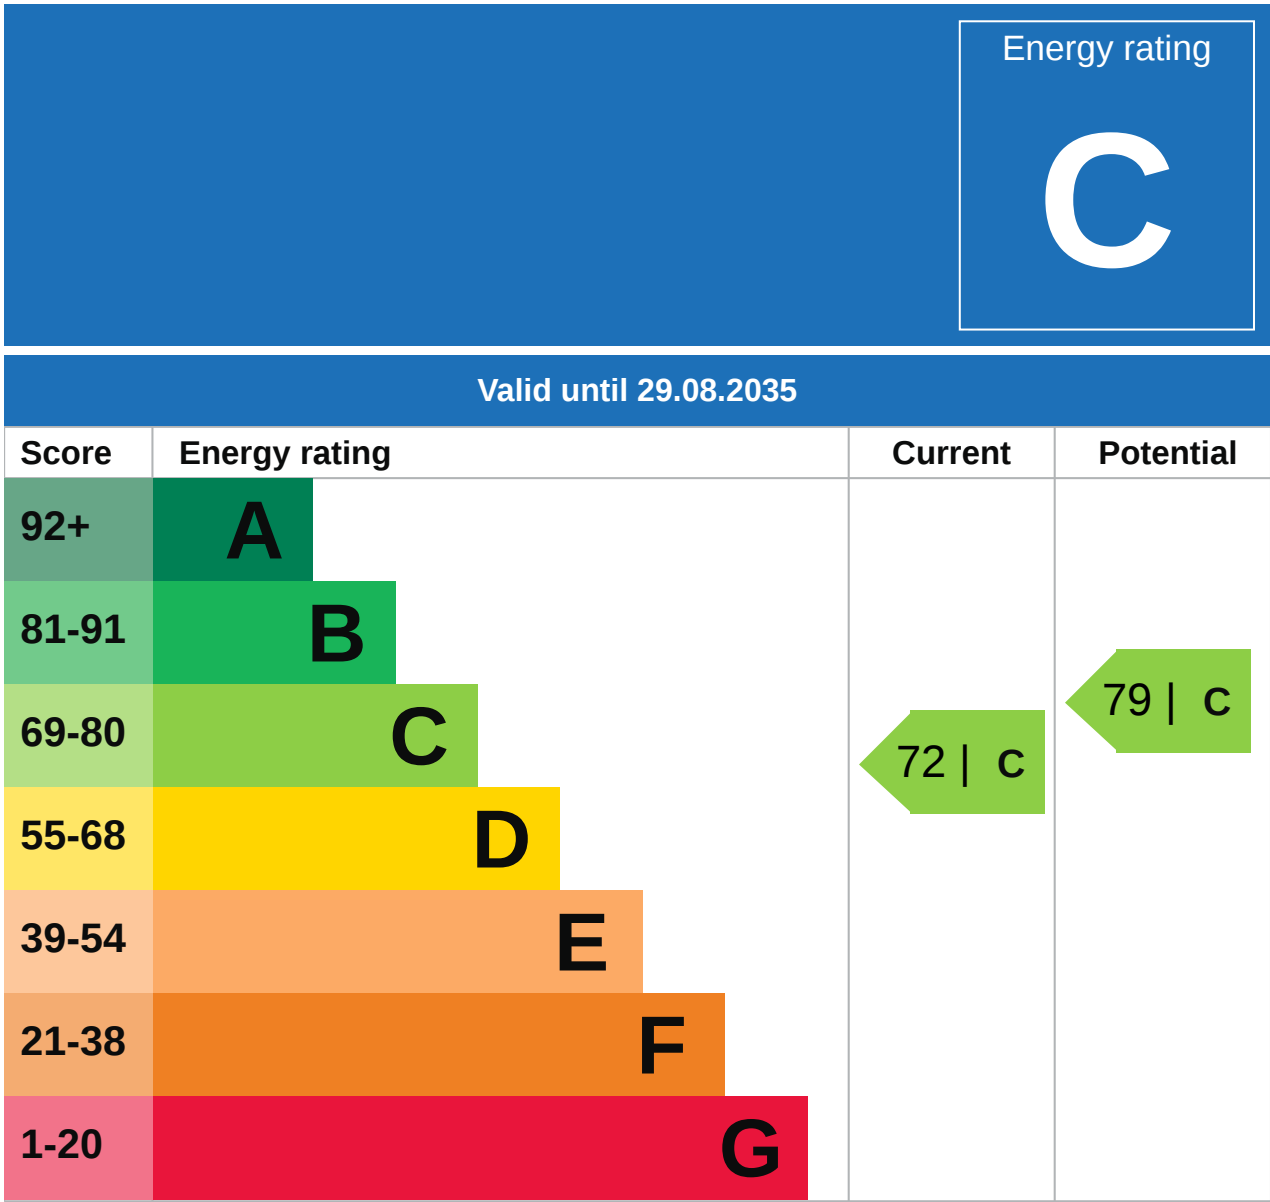 Energy rating
C
Valid until 29.08.2035
Score Energy rating Current Potential
92+ A
81-91 B
79 | C
69-80 C
72 | C
55-68 D
39-54 E
21-38 F
1-20 G